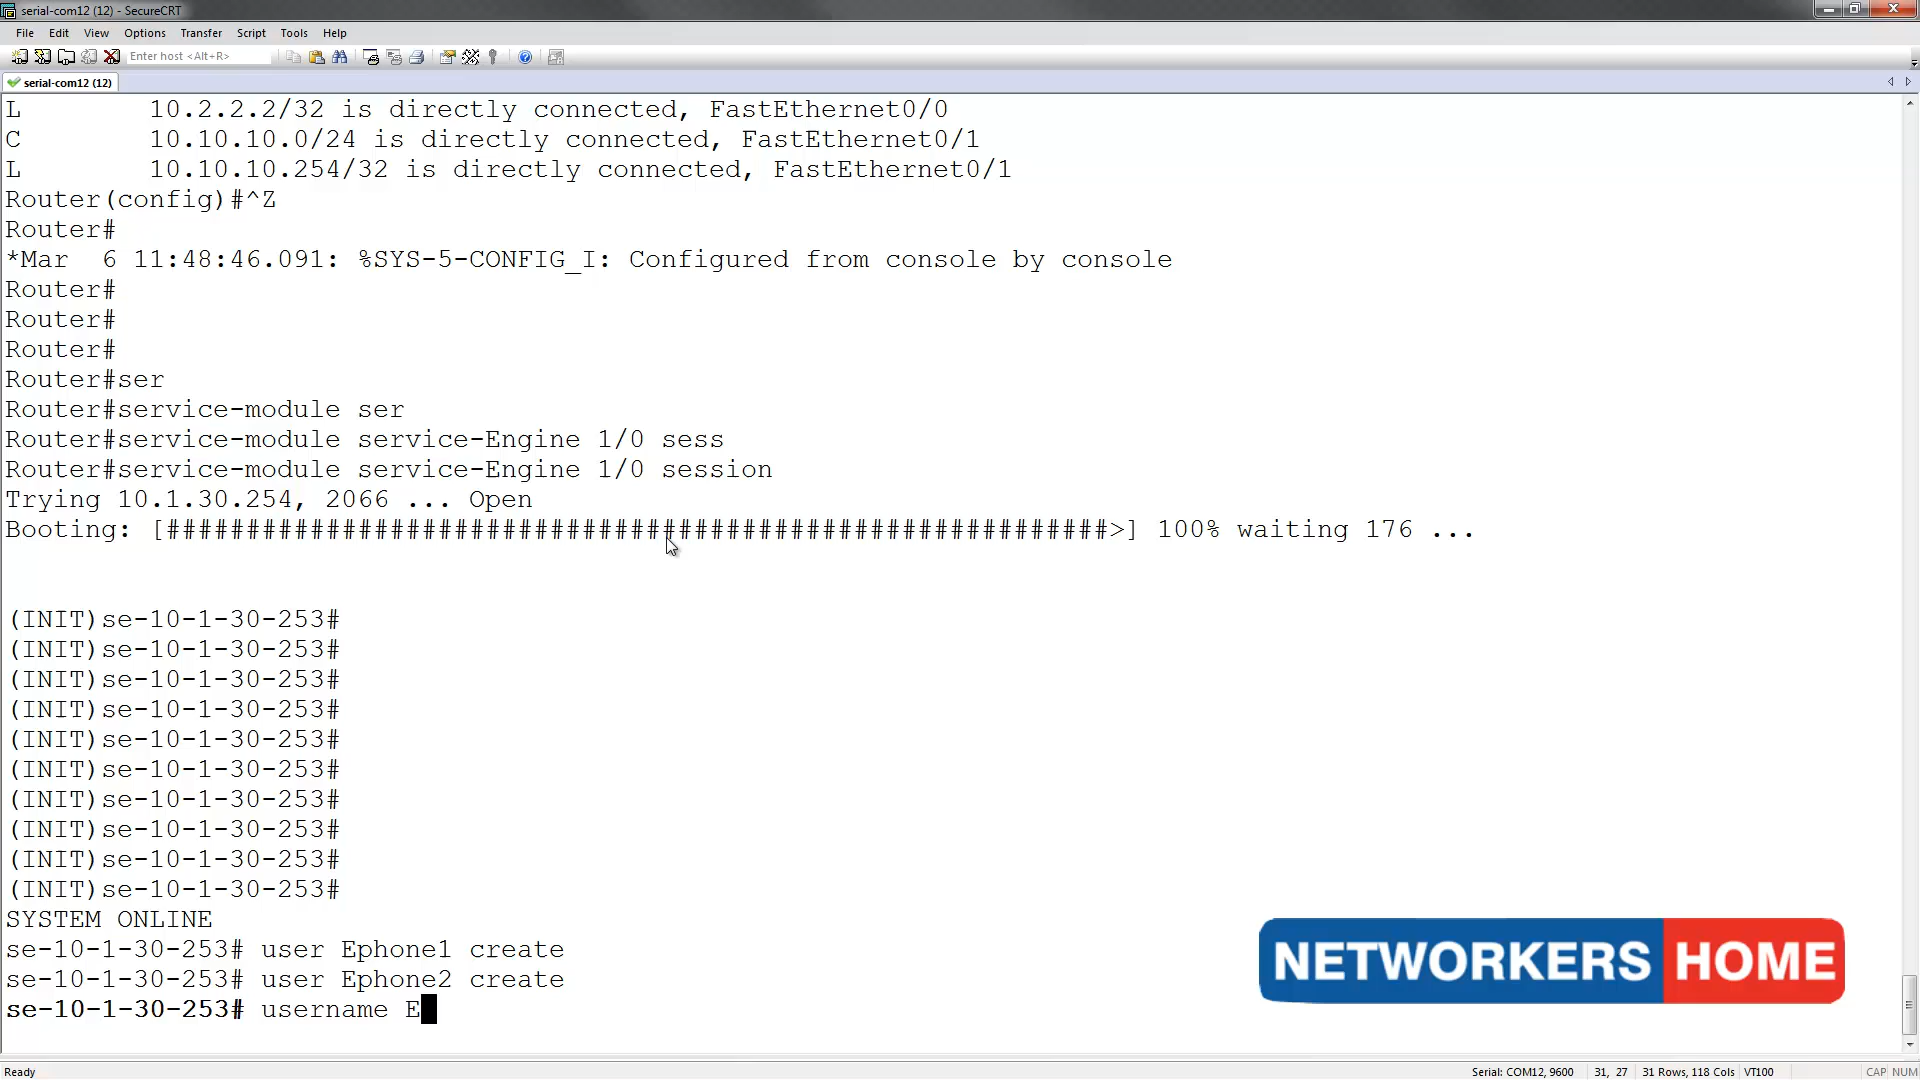 serial-com12 (12) - SecureCRT
File Edit View Options Transfer Script Tools Help
Enter host <Alt+R>
serial-com12 (12)
L        10.2.2.2/32 is directly connected, FastEthernet0/0
C        10.10.10.0/24 is directly connected, FastEthernet0/1
L        10.10.10.254/32 is directly connected, FastEthernet0/1
Router(config)#^Z
Router#
*Mar  6 11:48:46.091: %SYS-5-CONFIG_I: Configured from console by console
Router#
Router#
Router#
Router#ser
Router#service-module ser
Router#service-module service-Engine 1/0 sess
Router#service-module service-Engine 1/0 session
Trying 10.1.30.254, 2066 ... Open
Booting: [###########################################################>] 100% waiting 176 ...
(INIT)se-10-1-30-253#
(INIT)se-10-1-30-253#
(INIT)se-10-1-30-253#
(INIT)se-10-1-30-253#
(INIT)se-10-1-30-253#
(INIT)se-10-1-30-253#
(INIT)se-10-1-30-253#
(INIT)se-10-1-30-253#
(INIT)se-10-1-30-253#
(INIT)se-10-1-30-253#
SYSTEM ONLINE
se-10-1-30-253# user Ephone1 create
se-10-1-30-253# user Ephone2 create
se-10-1-30-253# username E
NETWORKERS HOME
Ready Serial: COM12, 9600 31, 27 31 Rows, 118 Cols VT100 CAP NUM